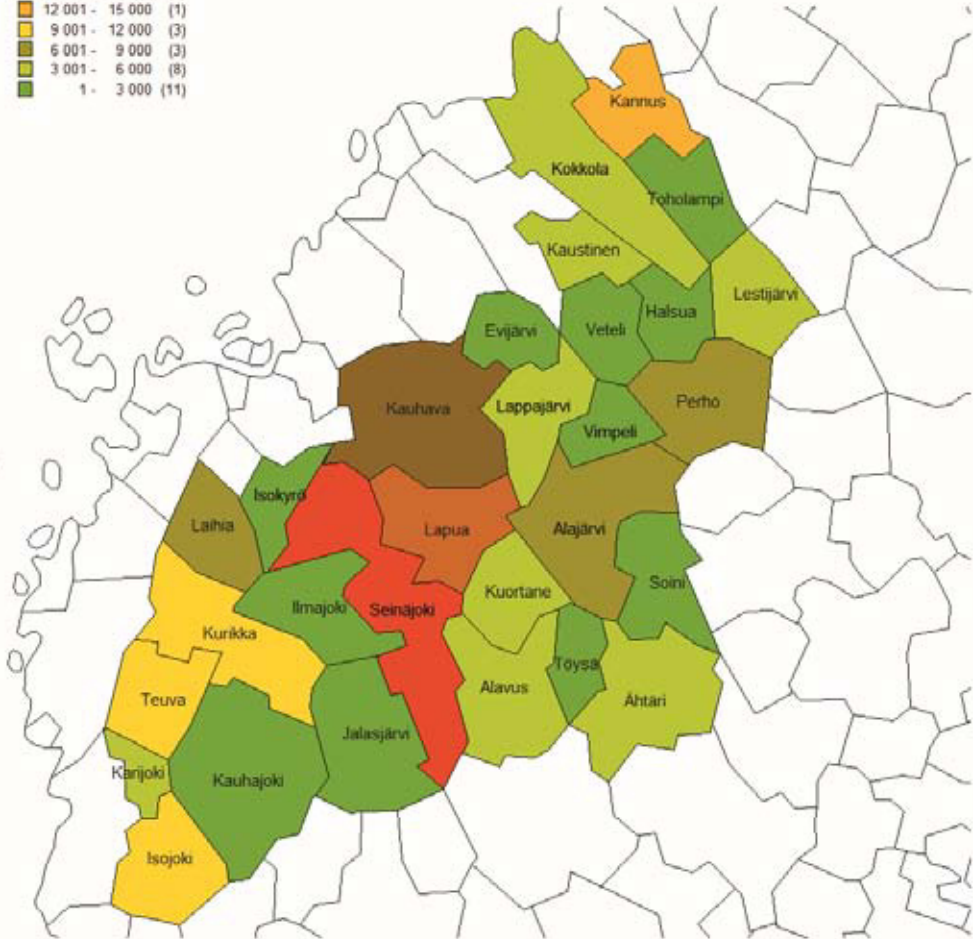 12 001 - 15 000 (1)
9 001 - 12 000 (3)
6 001 - 9 000 (3)
3 001 - 6 000 (8)
1 - 3 000 (11)
Kannus
Kokkola
Toholampi
Kaustinen
Lestijärvi
Halsua
Evijärvi
Veteli
Perho
Kauhava
Lappajärvi
Vimpeli
Isokyrö
Laihia
Lapua
Alajärvi
Soini
Kuortane
Ilmajoki
Seinäjoki
Kurikka
Töysä
Alavus
Teuva
Ähtäri
Jalasjärvi
Karijoki
Kauhajoki
Isojoki